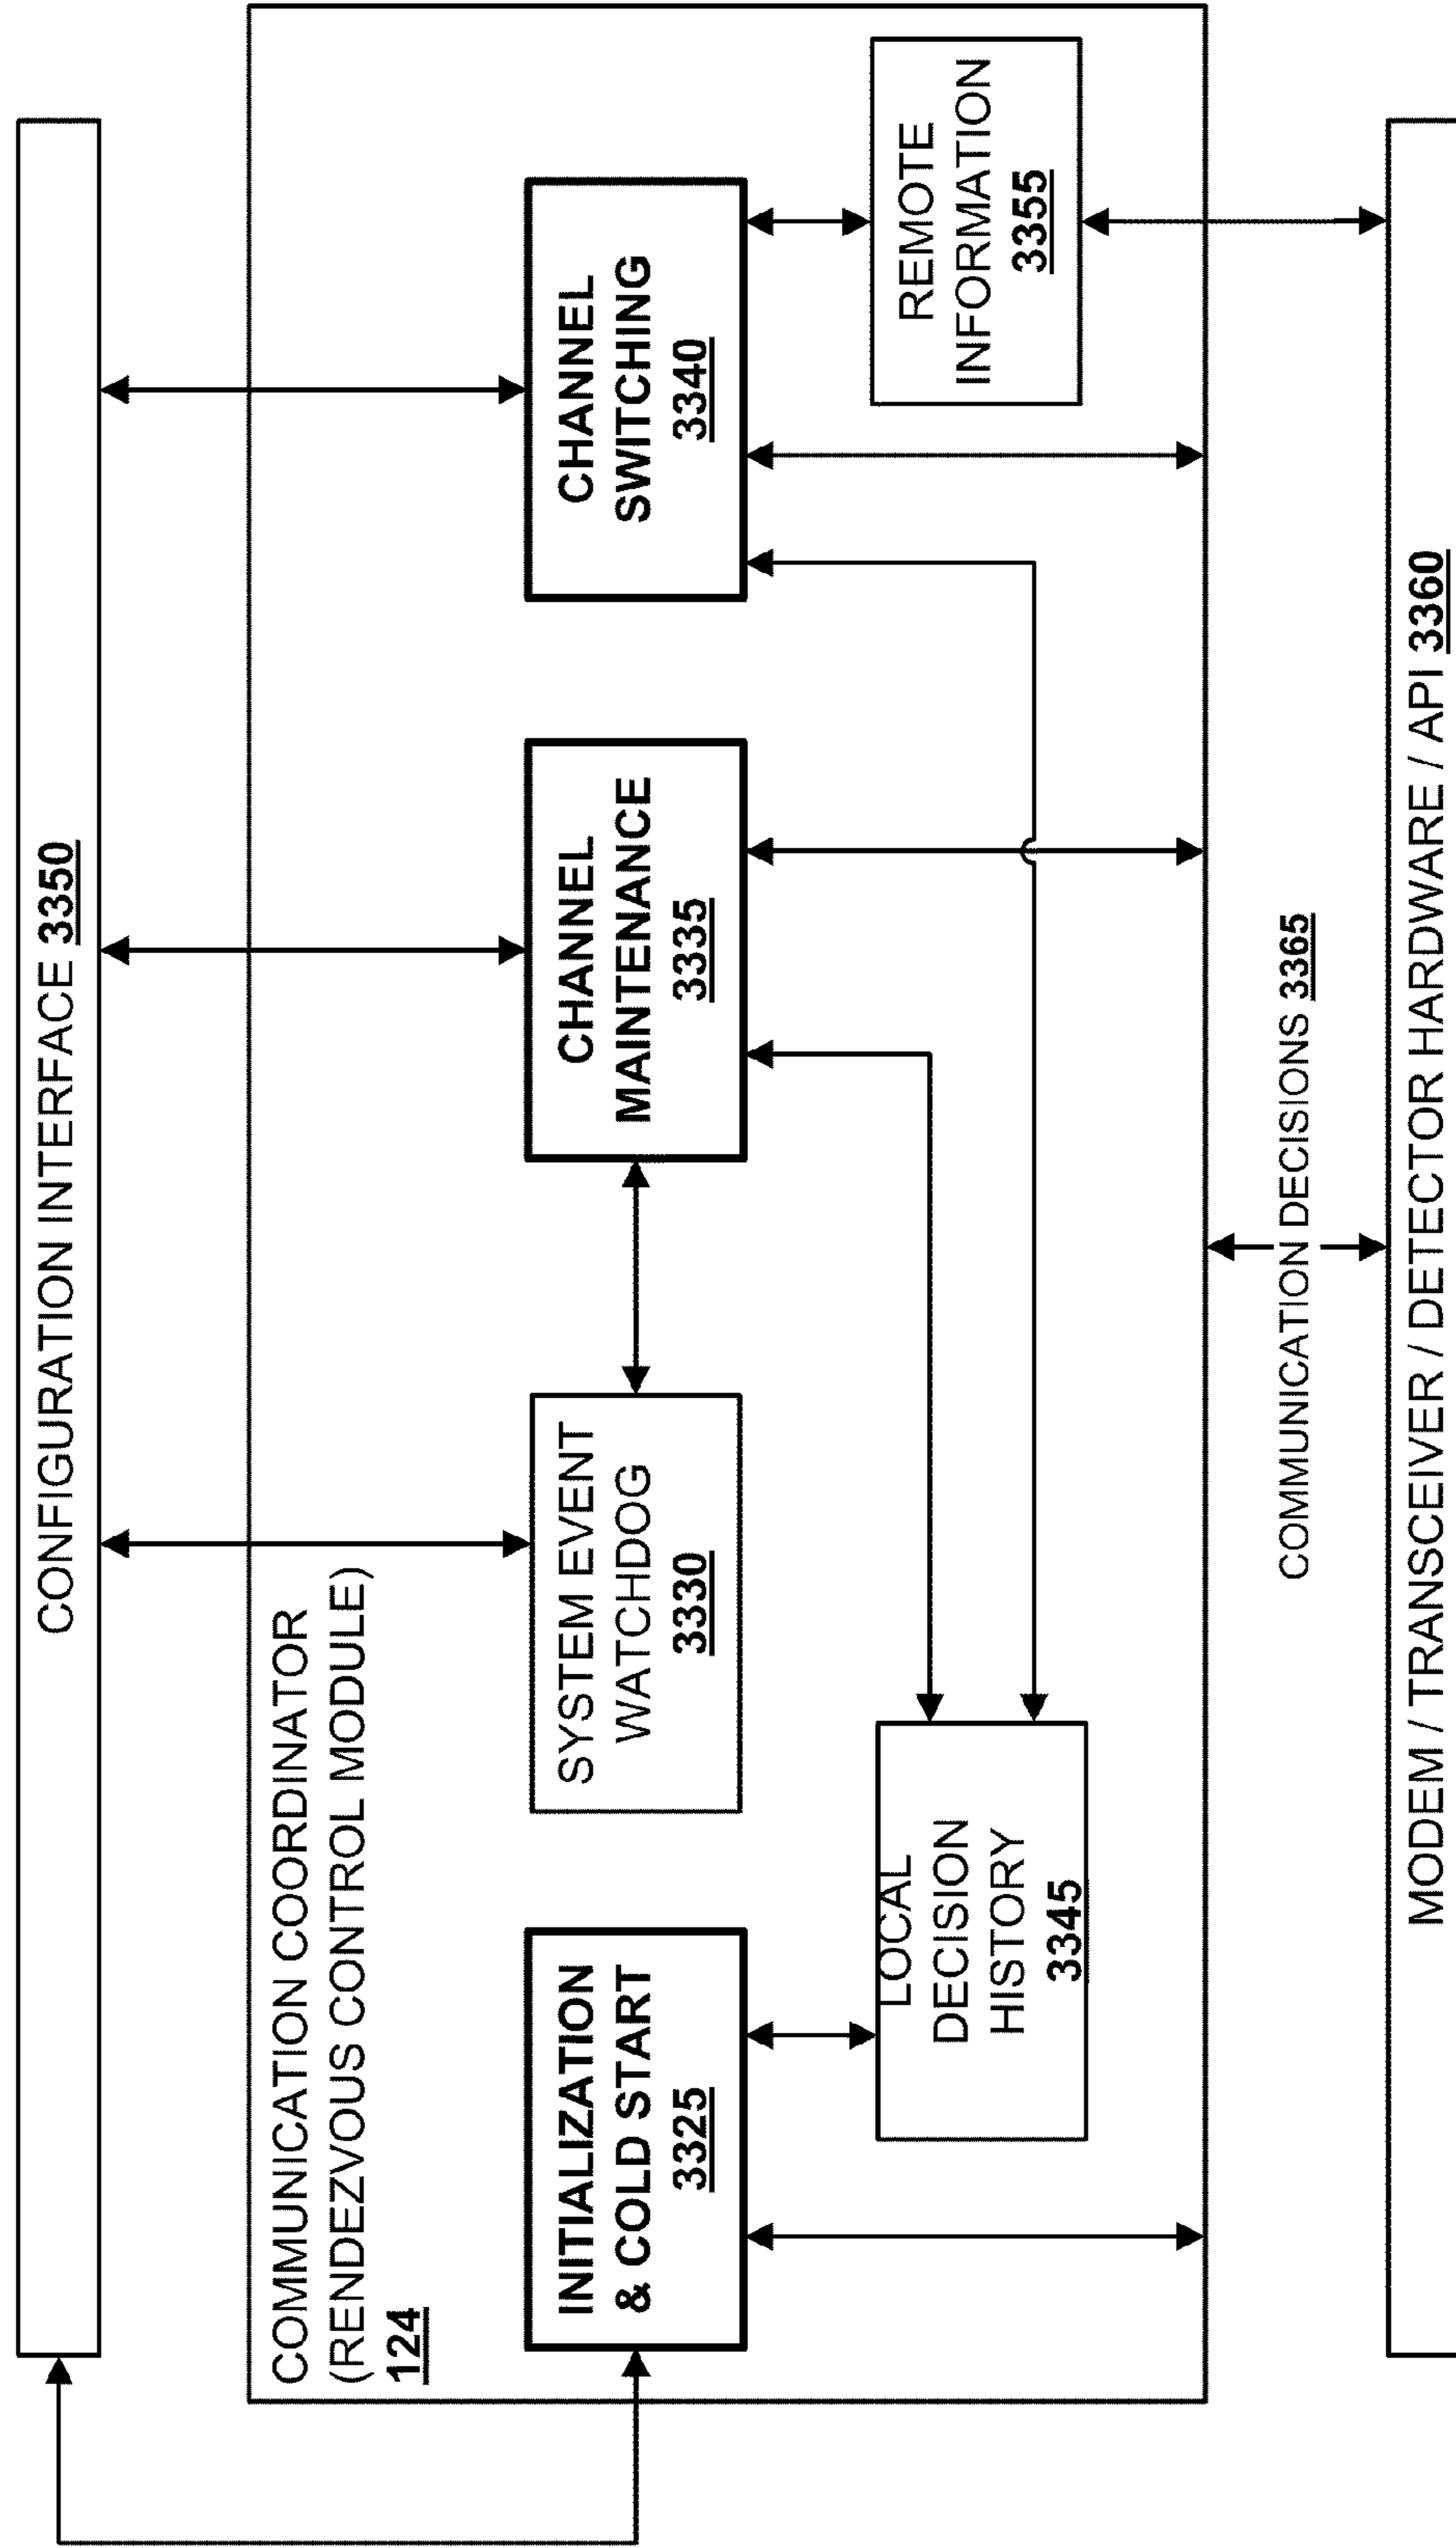 CONFIGURATION INTERFACE 3350
COMMUNICATION COORDINATOR
(RENDEZVOUS CONTROL MODULE)
124
INITIALIZATION
& COLD START
3325
SYSTEM EVENT
WATCHDOG
3330
CHANNEL
MAINTENANCE
3335
CHANNEL
SWITCHING
3340
LOCAL
DECISION
HISTORY
3345
REMOTE
INFORMATION
3355
COMMUNICATION DECISIONS 3365
MODEM / TRANSCEIVER / DETECTOR HARDWARE / API 3360